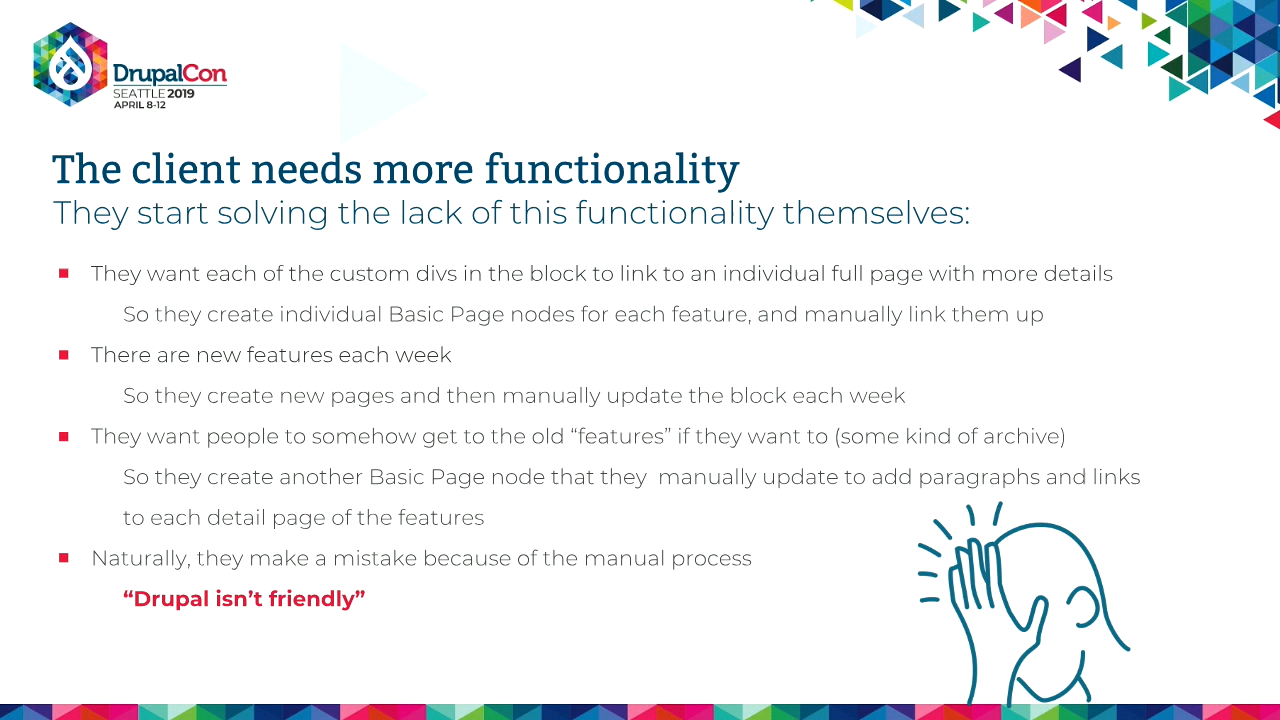 DrupalCon
SEATTLE 2019
APRIL 8-12
The client needs more functionality
They start solving the lack of this functionality themselves:
They want each of the custom divs in the block to link to an individual full page with more details
So they create individual Basic Page nodes for each feature, and manually link them up
There are new features each week
So they create new pages and then manually update the block each week
They want people to somehow get to the old “features” if they want to (some kind of archive)
So they create another Basic Page node that they  manually update to add paragraphs and links
to each detail page of the features
Naturally, they make a mistake because of the manual process
“Drupal isn’t friendly”